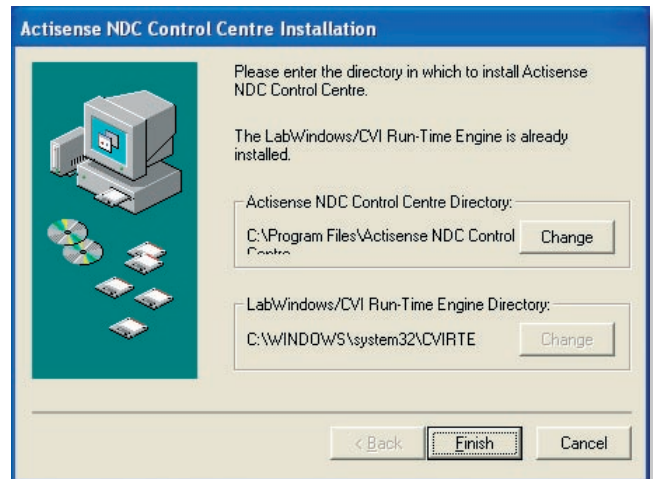 Actisense NDC Control Centre Installation
Please enter the directory in which to install Actisense
NDC Control Centre.
The LabWindows/CVI Run-Time Engine is already
installed.
Actisense NDC Control Centre Directory:
C:\Program Files\Actisense NDC Control
Centre
Change
LabWindows/CVI Run-Time Engine Directory:
C:\WINDOWS\system32\CVIRTE
Change
< Back
Finish
Cancel